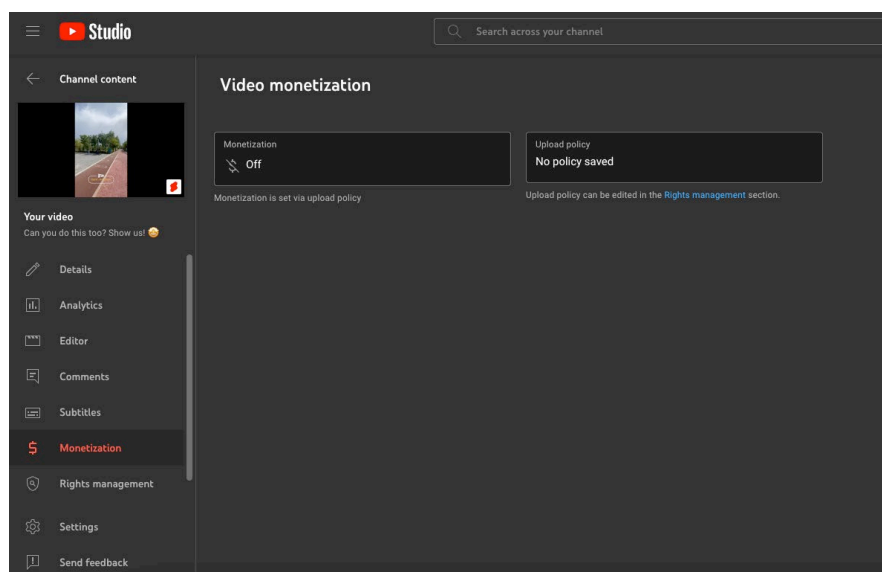 Studio
Search across your channel
Channel content
Your video
Can you do this too? Show us! 🤩
Details
Analytics
Editor
Comments
Subtitles
Monetization
Rights management
Settings
Send feedback
Video monetization
Monetization
Off
Monetization is set via upload policy
Upload policy
No policy saved
Upload policy can be edited in the Rights management section.